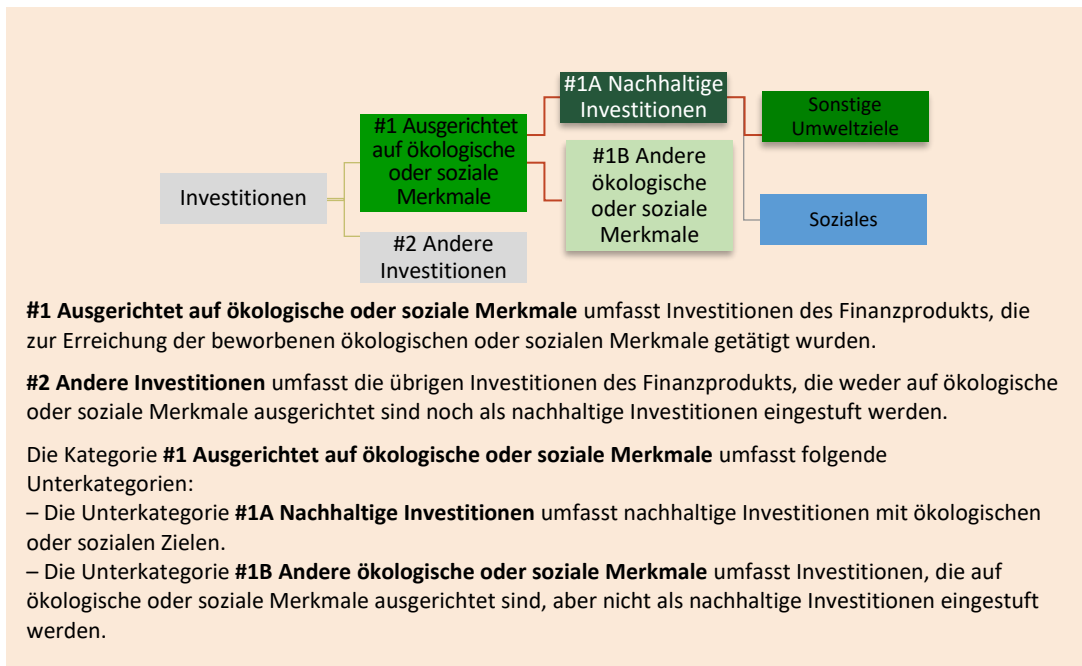 #1A Nachhaltige
Investitionen
Sonstige
Umweltziele
#1 Ausgerichtet
auf ökologische
oder soziale
Merkmale
#1B Andere
ökologische
oder soziale
Merkmale
Investitionen
Soziales
#2 Andere
Investitionen
#1 Ausgerichtet auf ökologische oder soziale Merkmale umfasst Investitionen des Finanzprodukts, die
zur Erreichung der beworbenen ökologischen oder sozialen Merkmale getätigt wurden.
#2 Andere Investitionen umfasst die übrigen Investitionen des Finanzprodukts, die weder auf ökologische
oder soziale Merkmale ausgerichtet sind noch als nachhaltige Investitionen eingestuft werden.
Die Kategorie #1 Ausgerichtet auf ökologische oder soziale Merkmale umfasst folgende
Unterkategorien:
– Die Unterkategorie #1A Nachhaltige Investitionen umfasst nachhaltige Investitionen mit ökologischen
oder sozialen Zielen.
– Die Unterkategorie #1B Andere ökologische oder soziale Merkmale umfasst Investitionen, die auf
ökologische oder soziale Merkmale ausgerichtet sind, aber nicht als nachhaltige Investitionen eingestuft
werden.